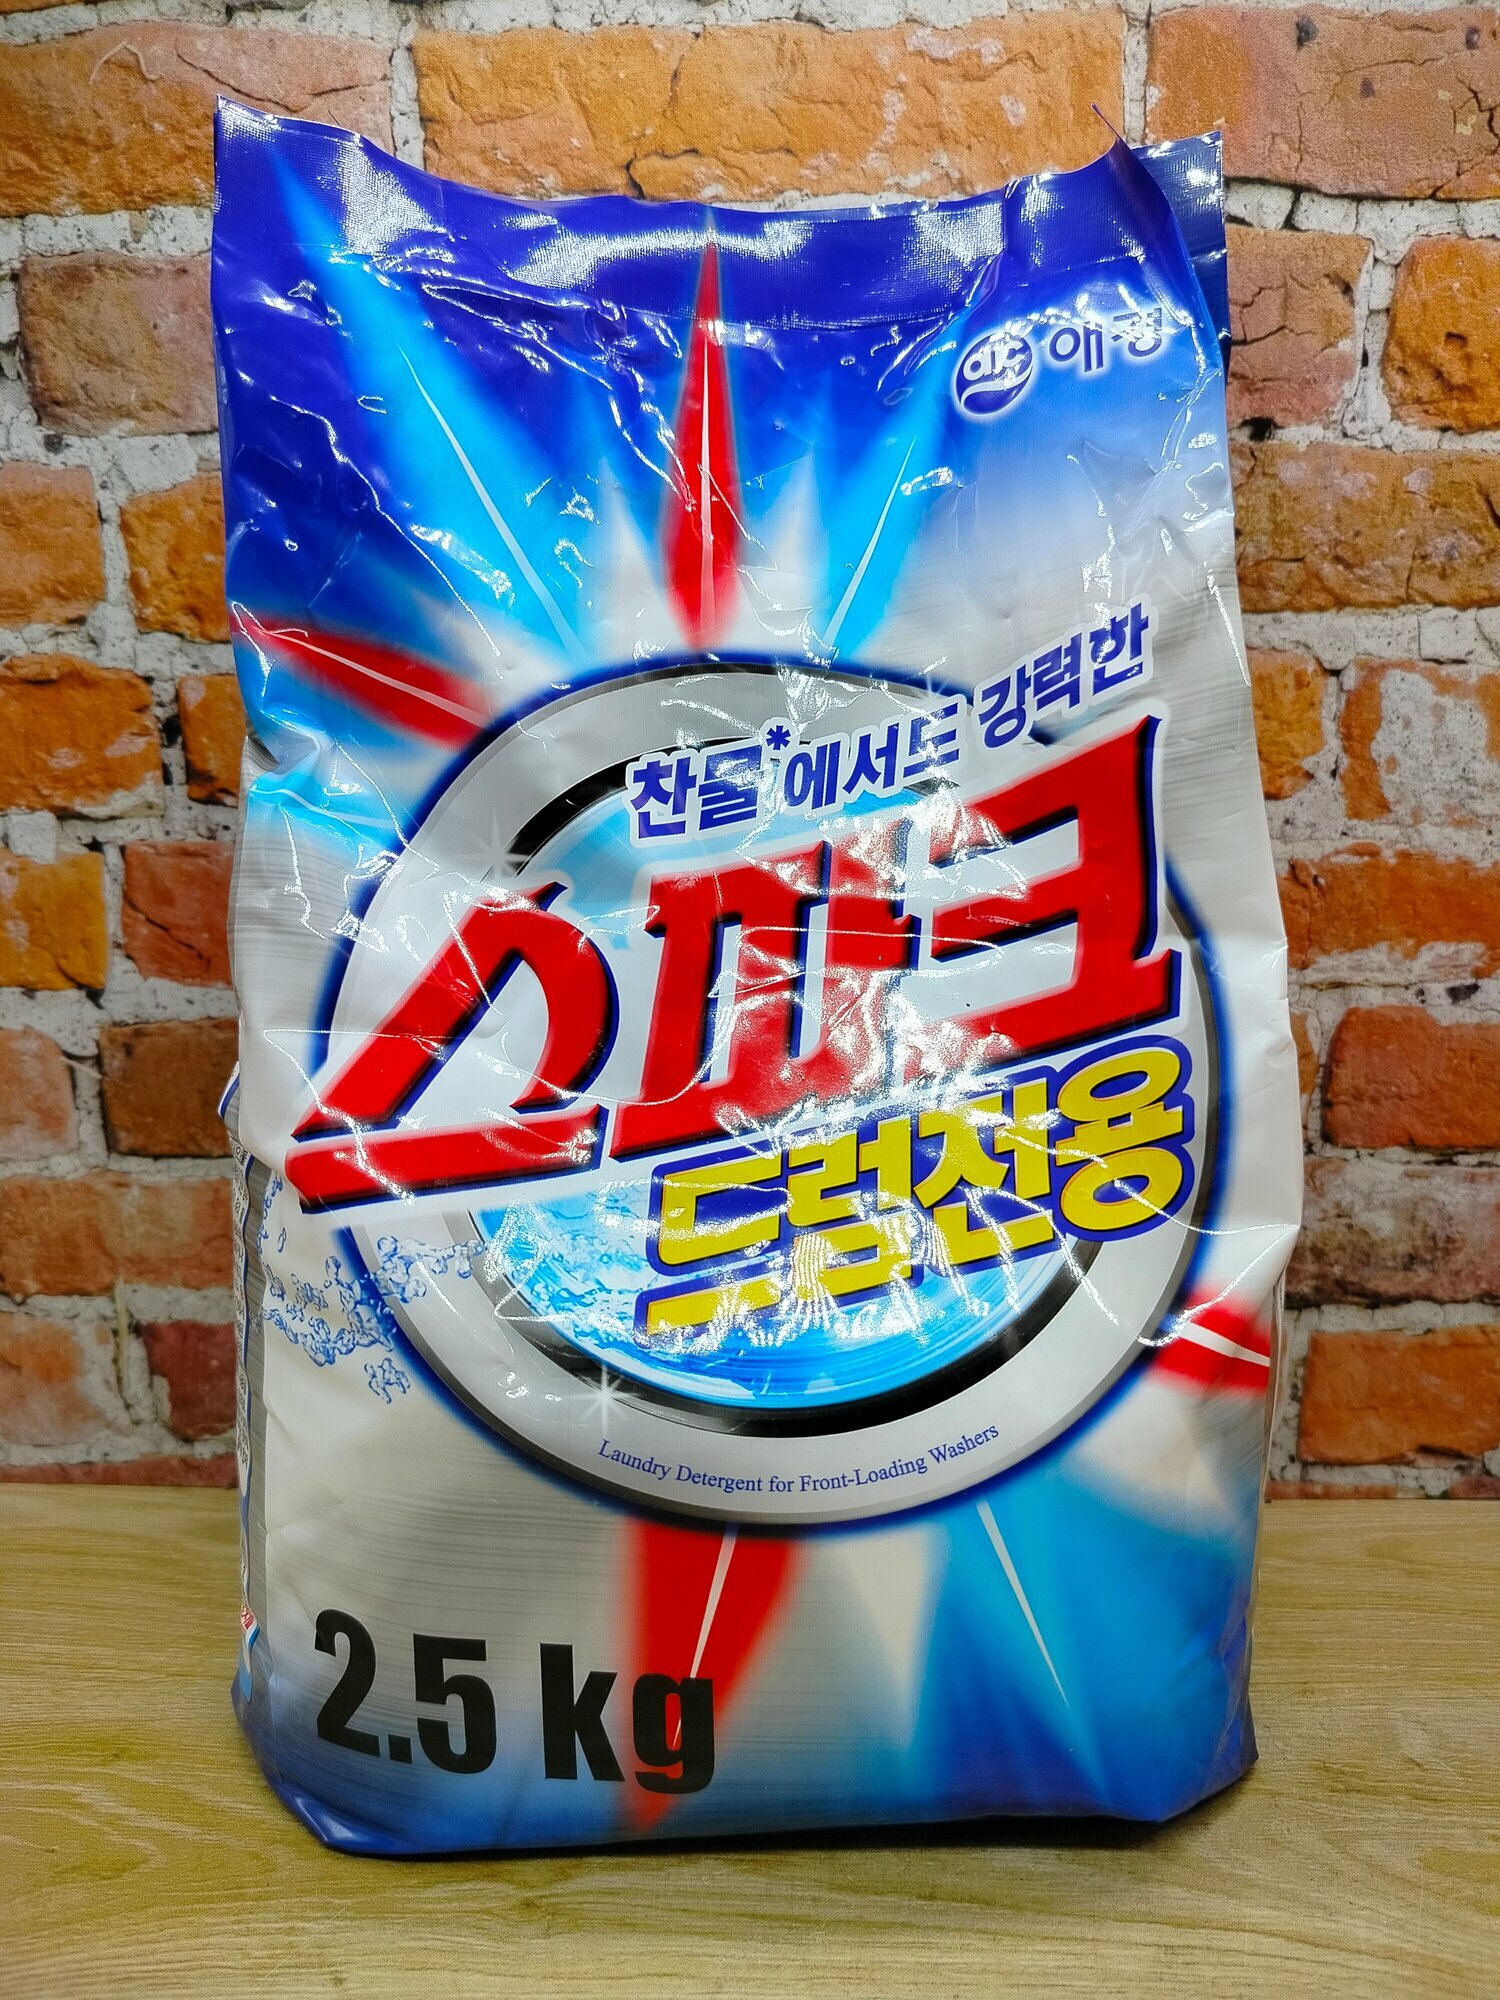 aK 애경
찬물*에서도 강력한
스파크
드럼전용
Laundry Detergent for Front-Loading Washers
2.5 kg